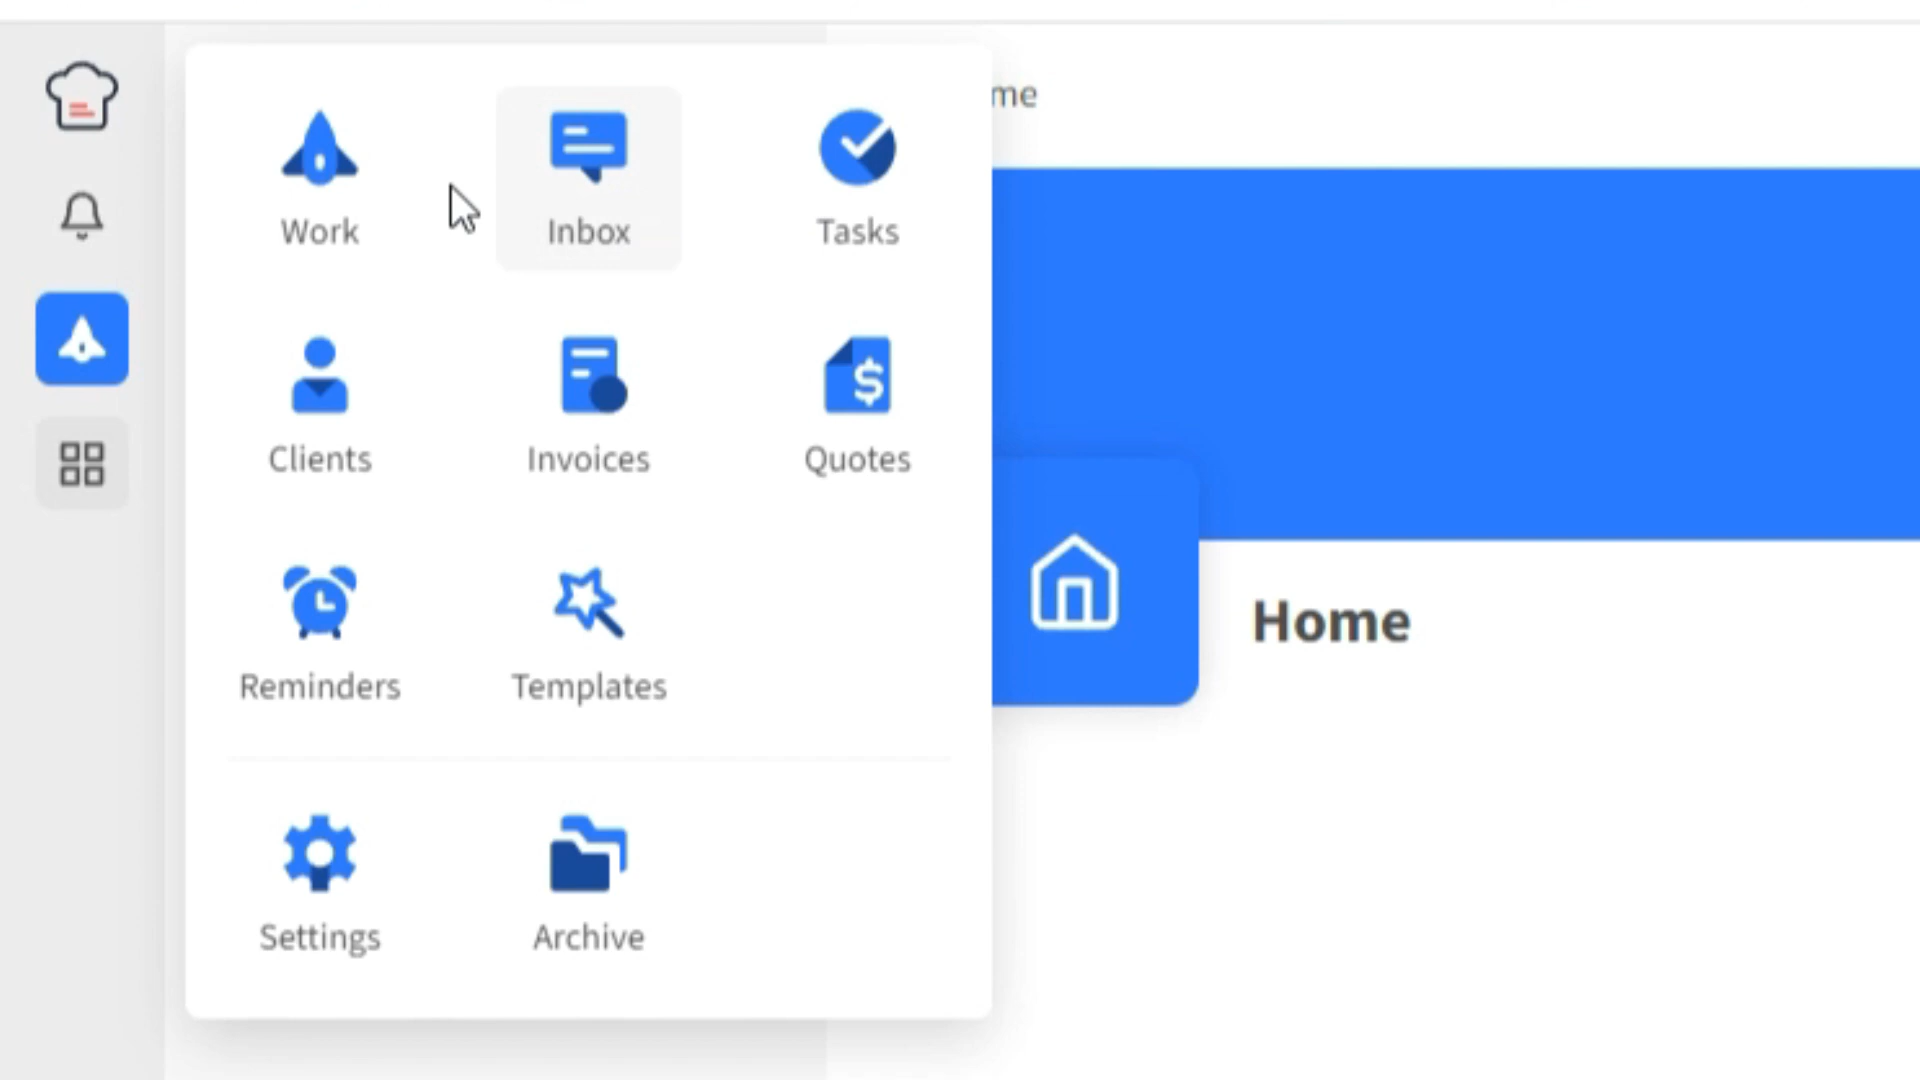 me
Work
Inbox
Tasks
Clients
Invoices
Quotes
Home
Reminders
Templates
Settings
Archive